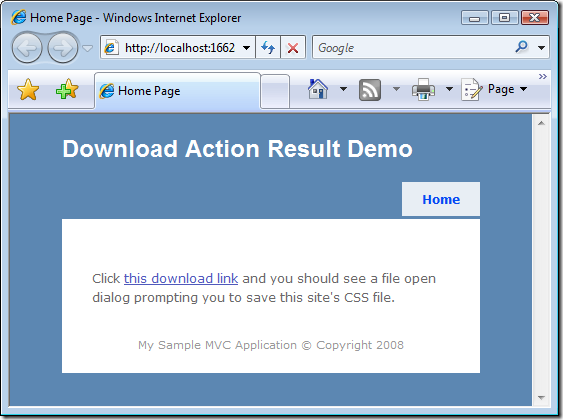 Home Page - Windows Internet Explorer
http://localhost:1662
Google
Home Page
Page
»
Download Action Result Demo
Home
Click this download link and you should see a file open
dialog prompting you to save this site's CSS file.
My Sample MVC Application © Copyright 2008